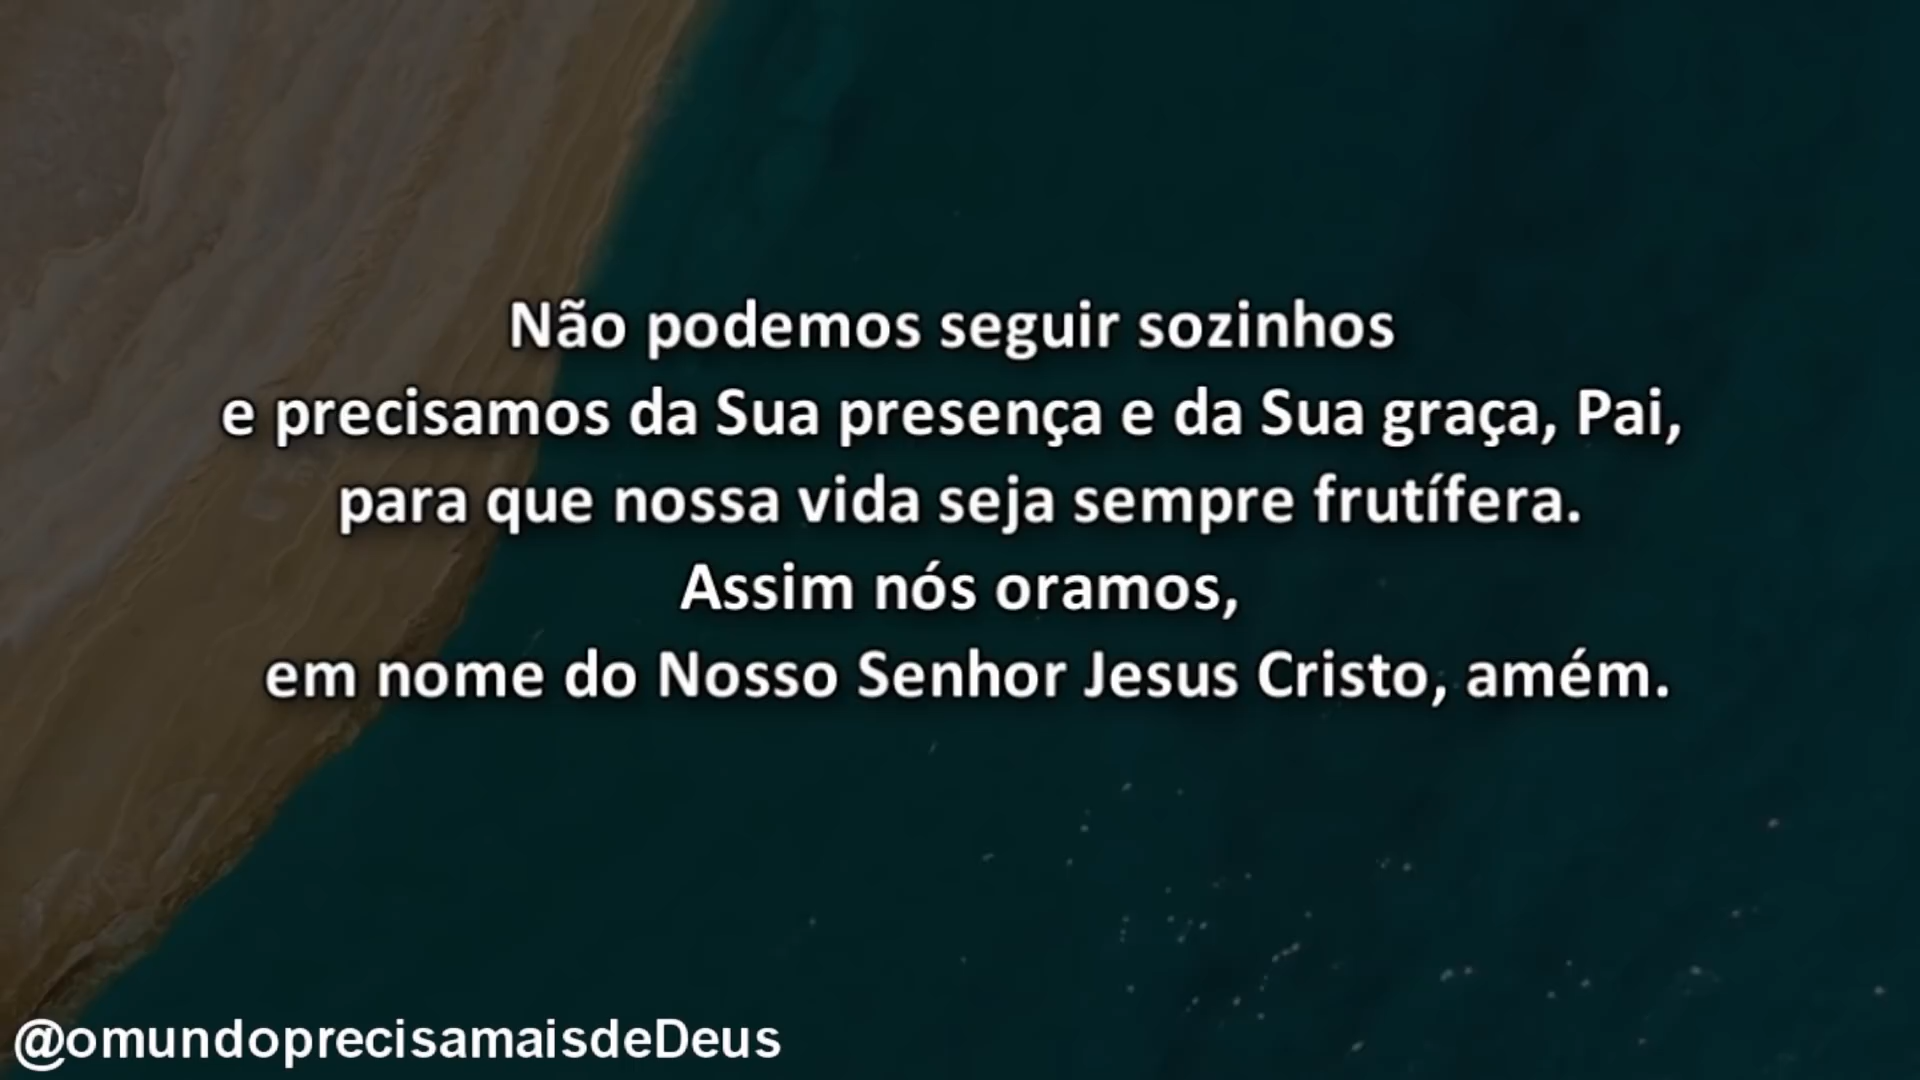 Não podemos seguir sozinhos
e precisamos da Sua presença e da Sua graça, Pai,
para que nossa vida seja sempre frutífera.
Assim nós oramos,
em nome do Nosso Senhor Jesus Cristo, amém.
@omundoprecisamaisdeDeus